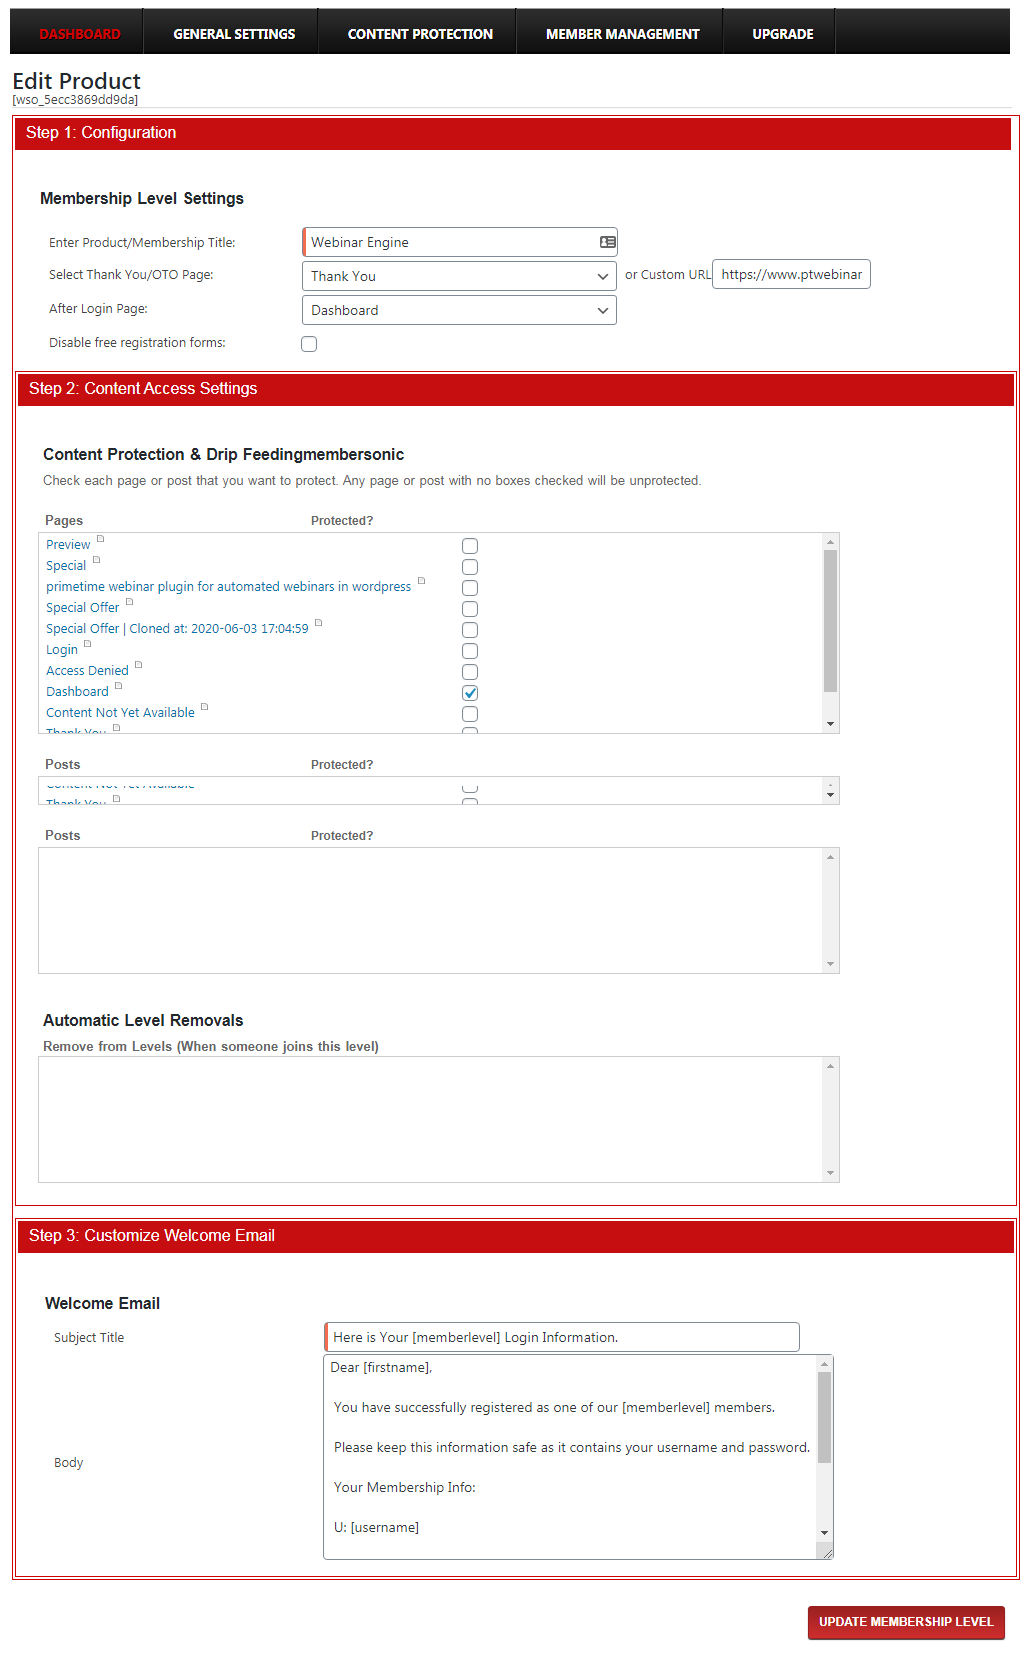 DASHBOARD GENERAL SETTINGS CONTENT PROTECTION MEMBER MANAGEMENT UPGRADE
Edit Product
[wso_5ecc3869dd9da]
Step 1: Configuration
Membership Level Settings
Enter Product/Membership Title: Webinar Engine
Select Thank You/OTO Page: Thank You or Custom URL https://www.ptwebinar
After Login Page: Dashboard
Disable free registration forms:
Step 2: Content Access Settings
Content Protection & Drip Feedingmembersonic
Check each page or post that you want to protect. Any page or post with no boxes checked will be unprotected.
Pages Protected?
Preview
Special
primetime webinar plugin for automated webinars in wordpress
Special Offer
Special Offer | Cloned at: 2020-06-03 17:04:59
Login
Access Denied
Dashboard
Content Not Yet Available
Thank You
Posts Protected?
Content Not Yet Available
Thank You
Posts Protected?
Automatic Level Removals
Remove from Levels (When someone joins this level)
Step 3: Customize Welcome Email
Welcome Email
Subject Title Here is Your [memberlevel] Login Information.
Dear [firstname],
You have successfully registered as one of our [memberlevel] members.
Please keep this information safe as it contains your username and password.
Body
Your Membership Info:
U: [username]
UPDATE MEMBERSHIP LEVEL